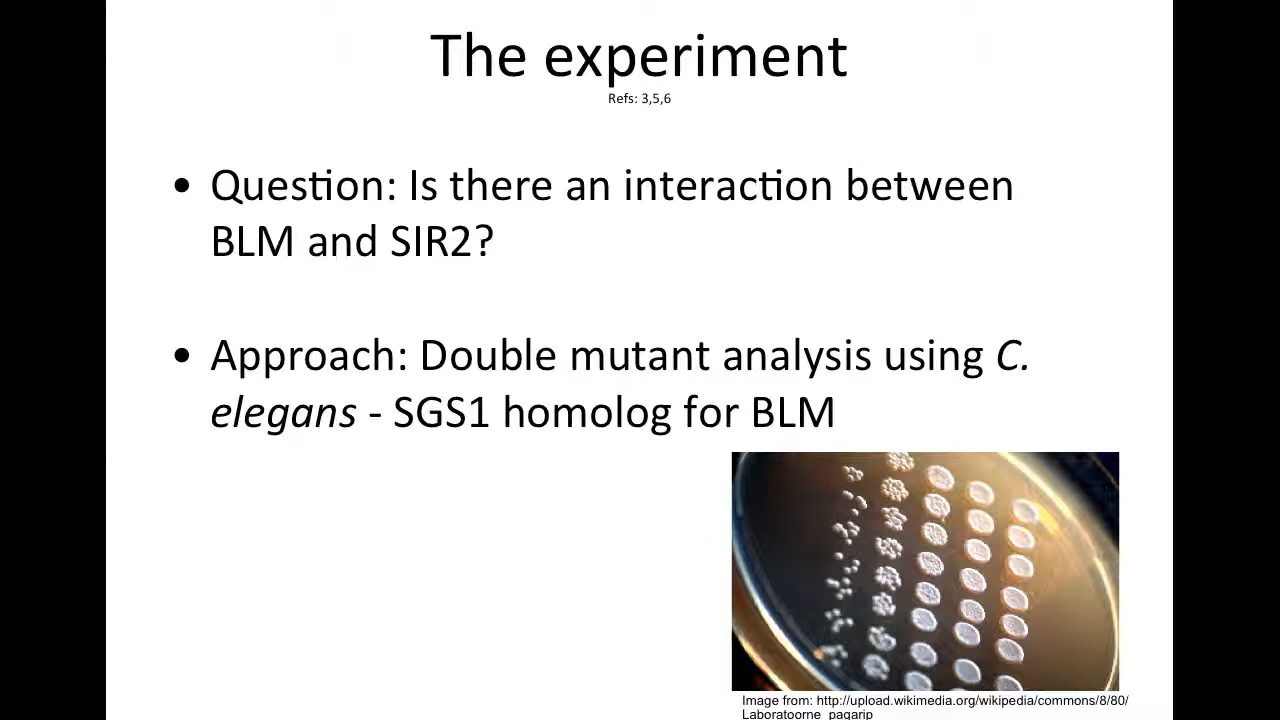 The experiment
Refs: 3,5,6
• Question: Is there an interaction between
BLM and SIR2?
• Approach: Double mutant analysis using C.
elegans - SGS1 homolog for BLM
Image from: http://upload.wikimedia.org/wikipedia/commons/8/80/
Laboratoorne_pagarip